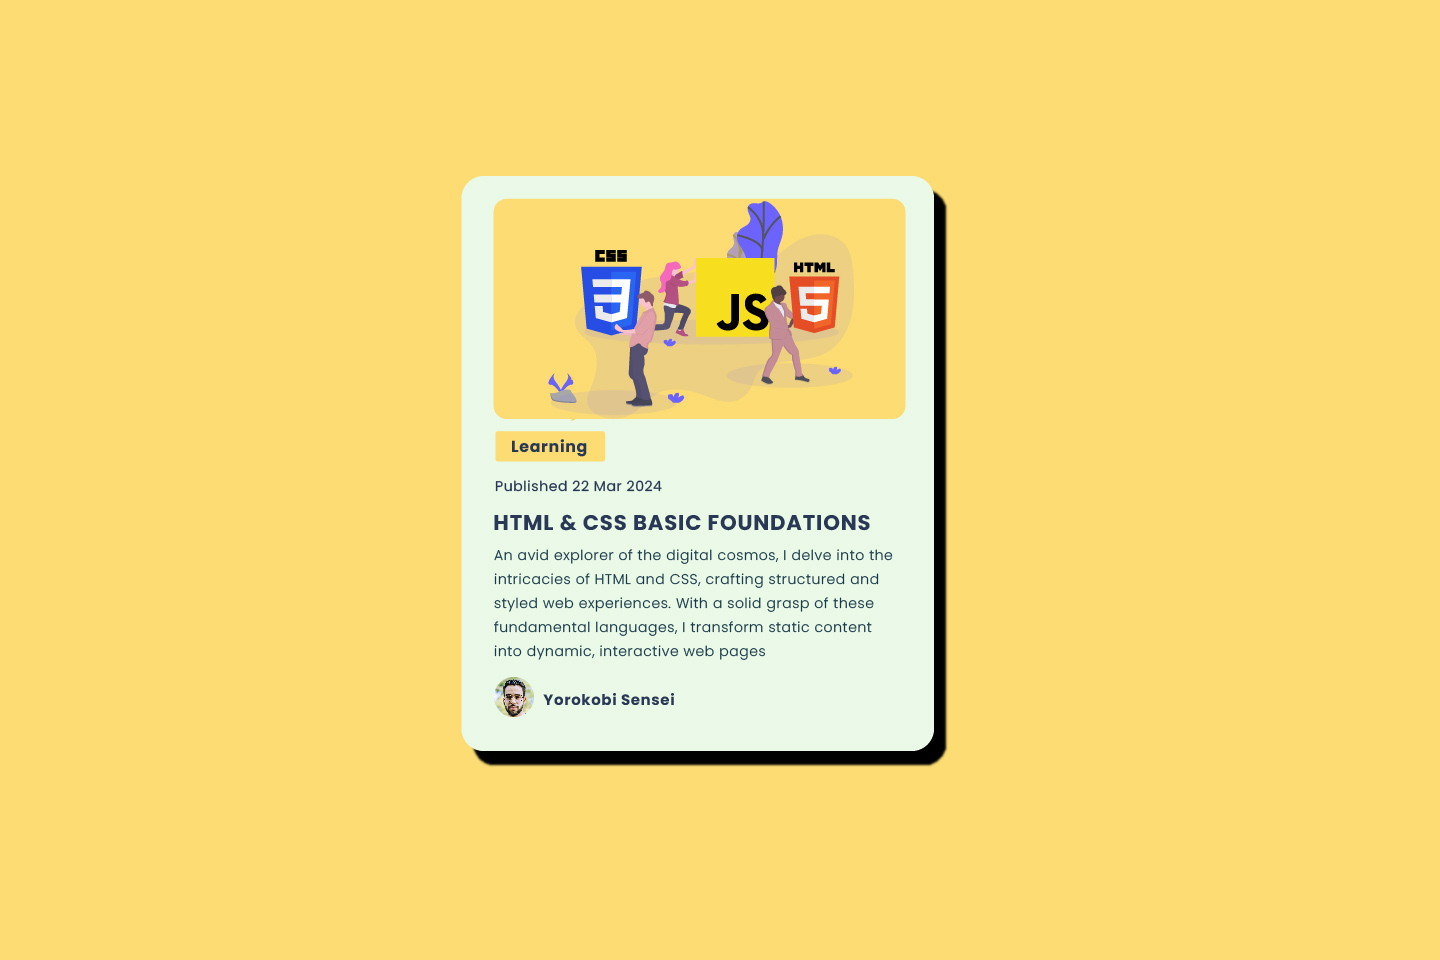 CSS
HTML
JS
Learning
Published 22 Mar 2024
HTML & CSS BASIC FOUNDATIONS
An avid explorer of the digital cosmos, I delve into the
intricacies of HTML and CSS, crafting structured and
styled web experiences. With a solid grasp of these
fundamental languages, I transform static content
into dynamic, interactive web pages
Yorokobi Sensei